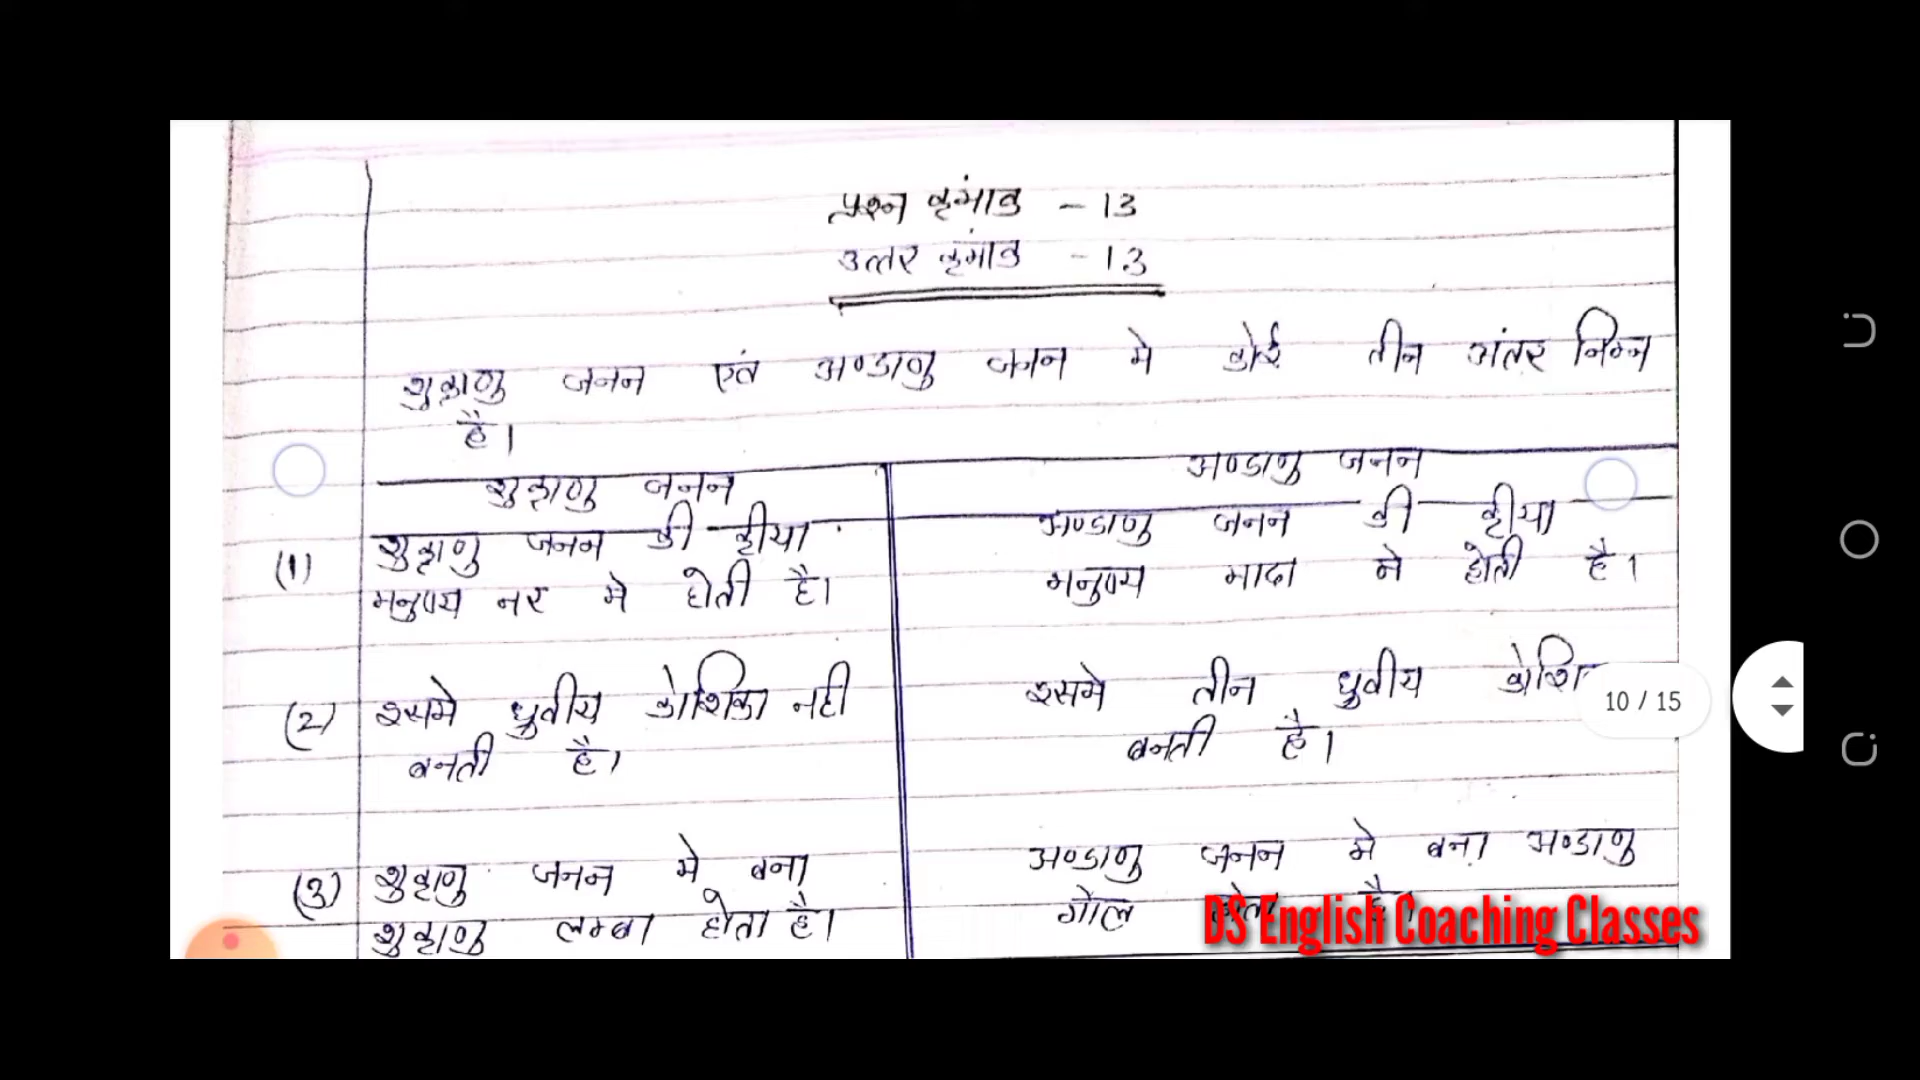 प्रश्न क्रमांक - 13
उत्तर क्रमांक - 13
शुक्राणु जनन एवं अण्डाणु जनन मे कोई तीन अंतर निम्न
है।
शुक्राणु जनन
अण्डाणु जनन
(1) शुक्राणु जनन की क्रीया
मनुष्य नर मे होती है।
अण्डाणु जनन की क्रीया
मनुष्य मादा मे होती है।
(2) इसमे ध्रुवीय कोशिका नही
बनती है।
इसमे तीन ध्रुवीय
बनती है।
(3) शुक्राणु जनन मे बना
शुक्राणु लम्बा होता है।
अण्डाणु जनन मे बना अण्डाणु
गोल है।
10 / 15
DS English Coaching Classes